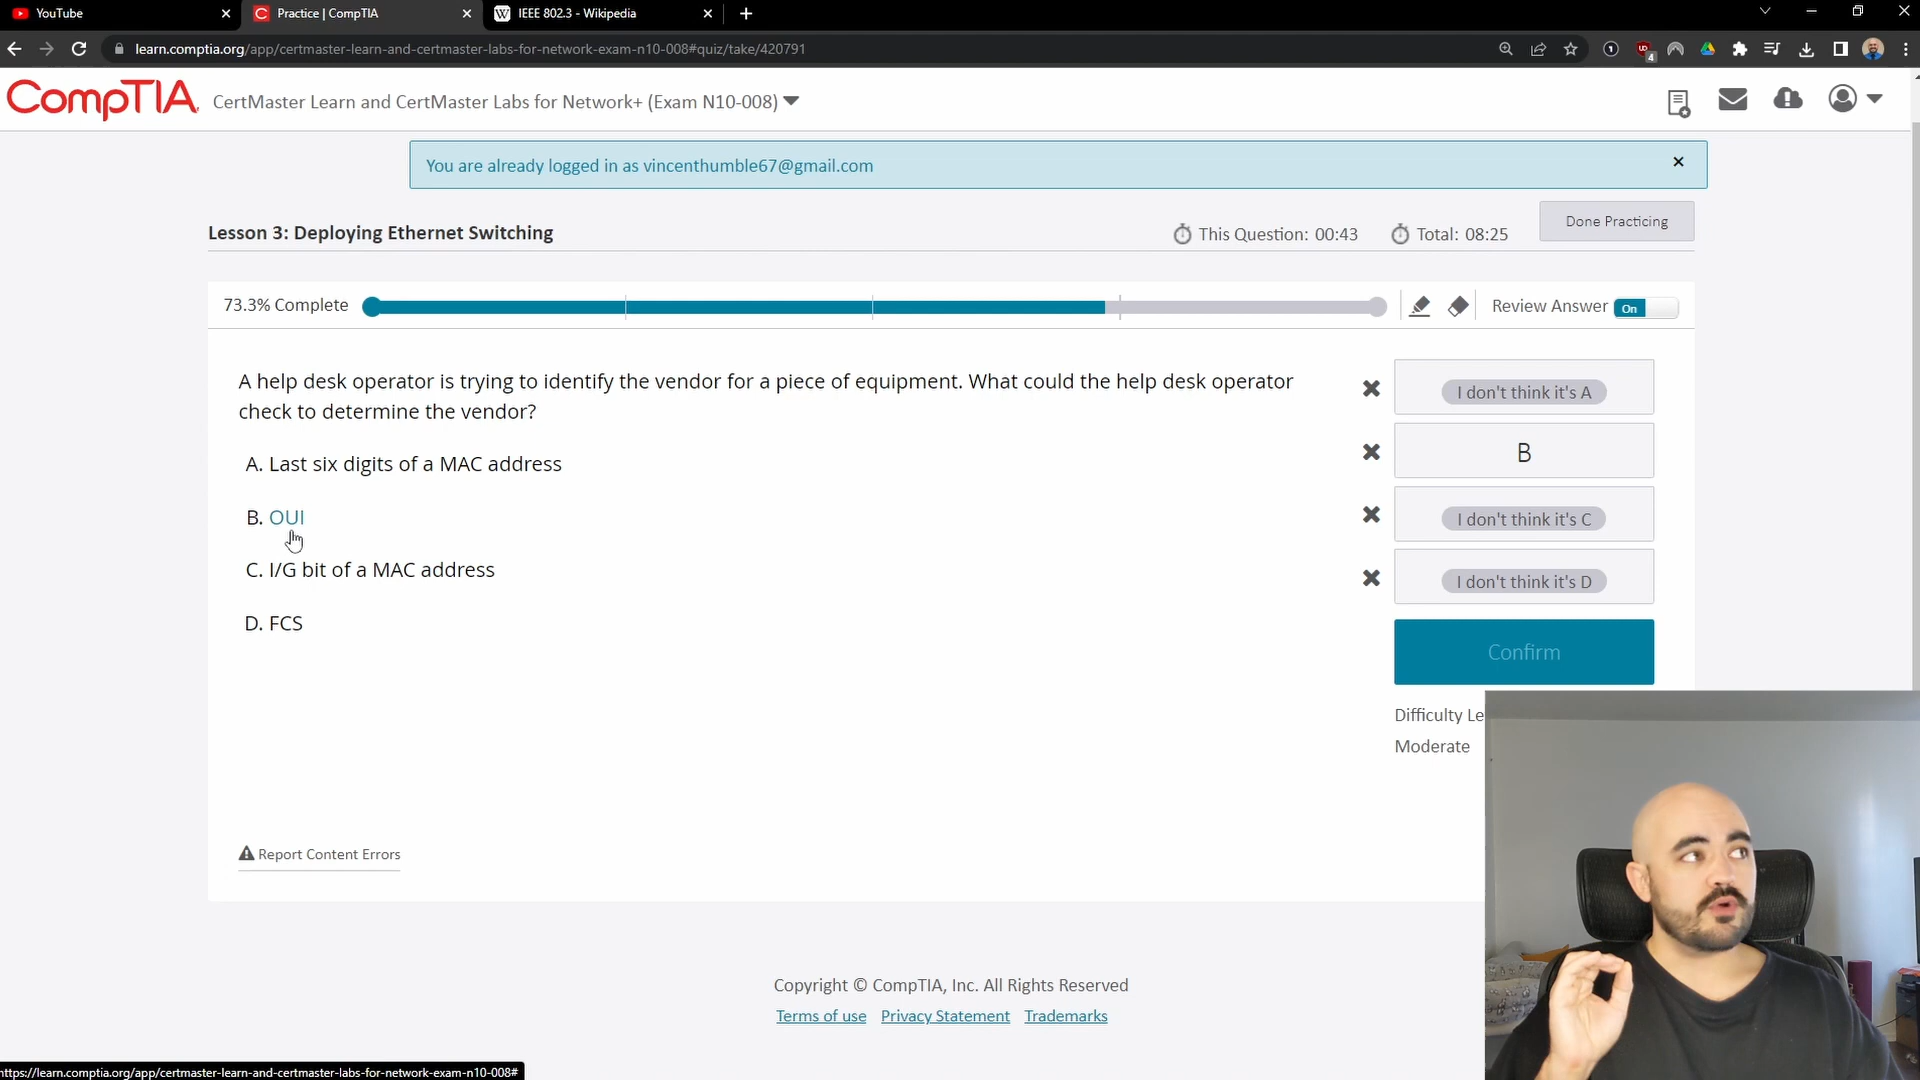 YouTube
Practice | CompTIA
IEEE 802.3 - Wikipedia
learn.comptia.org/app/certmaster-learn-and-certmaster-labs-for-network-exam-n10-008#quiz/take/420791
4
CompTIA.
CertMaster Learn and CertMaster Labs for Network+ (Exam N10-008)
You are already logged in as vincenthumble67@gmail.com
Lesson 3: Deploying Ethernet Switching
This Question: 00:43
Total: 08:25
Done Practicing
73.3% Complete
Review Answer
On
A help desk operator is trying to identify the vendor for a piece of equipment. What could the help desk operator
check to determine the vendor?
A. Last six digits of a MAC address
B. OUI
C. I/G bit of a MAC address
D. FCS
I don't think it's A
B
I don't think it's C
I don't think it's D
Confirm
Difficulty Le
Moderate
Report Content Errors
Copyright © CompTIA, Inc. All Rights Reserved
Terms of use
Privacy Statement
Trademarks
https://learn.comptia.org/app/certmaster-learn-and-certmaster-labs-for-network-exam-n10-008#